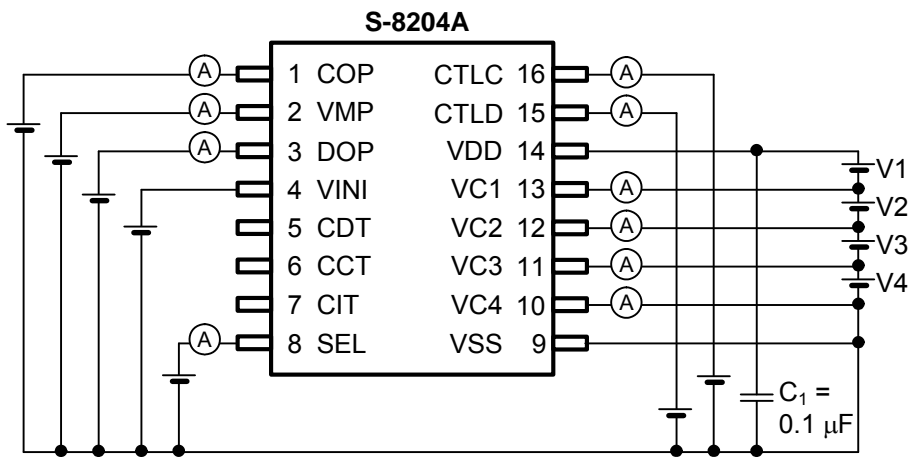 S-8204A
A 1 COP CTLC 16 A
A 2 VMP CTLD 15 A
A 3 DOP VDD 14
4 VINI VC1 13 A
5 CDT VC2 12 A
6 CCT VC3 11 A
7 CIT VC4 10 A
A 8 SEL VSS 9
V1
V2
V3
V4
C₁ =
0.1 μF